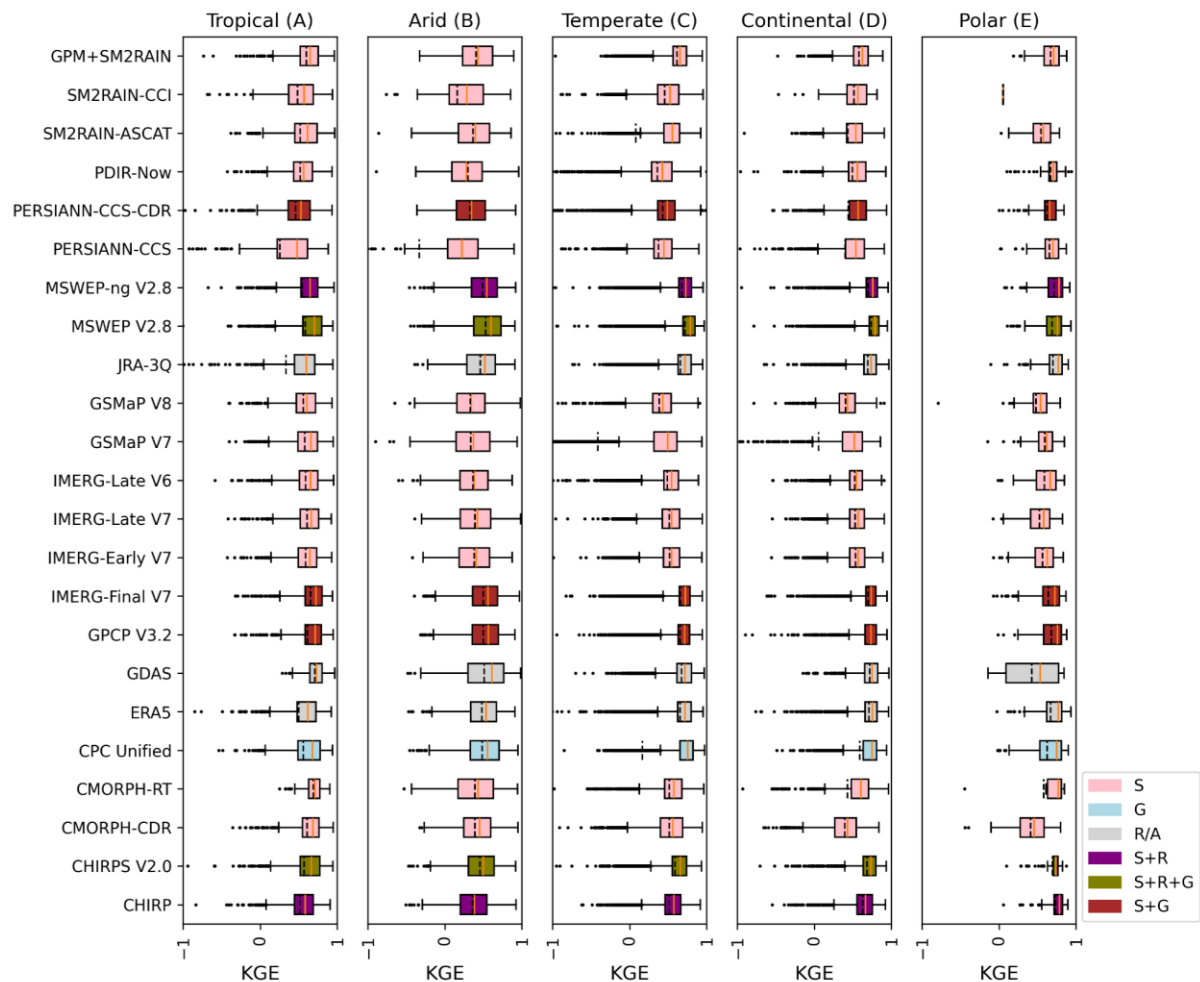 Tropical (A) Arid (B) Temperate (C) Continental (D) Polar (E)
GPM+SM2RAIN
SM2RAIN-CCI
SM2RAIN-ASCAT
PDIR-Now
PERSIANN-CCS-CDR
PERSIANN-CCS
MSWEP-ng V2.8
MSWEP V2.8
JRA-3Q
GSMaP V8
GSMaP V7
IMERG-Late V6
IMERG-Late V7
IMERG-Early V7
IMERG-Final V7
GPCP V3.2
GDAS
ERA5
CPC Unified
CMORPH-RT
CMORPH-CDR
CHIRPS V2.0
CHIRP
S
G
R/A
S+R
S+R+G
S+G
−1 0 1 −1 0 1 −1 0 1 −1 0 1 −1 0 1
KGE KGE KGE KGE KGE